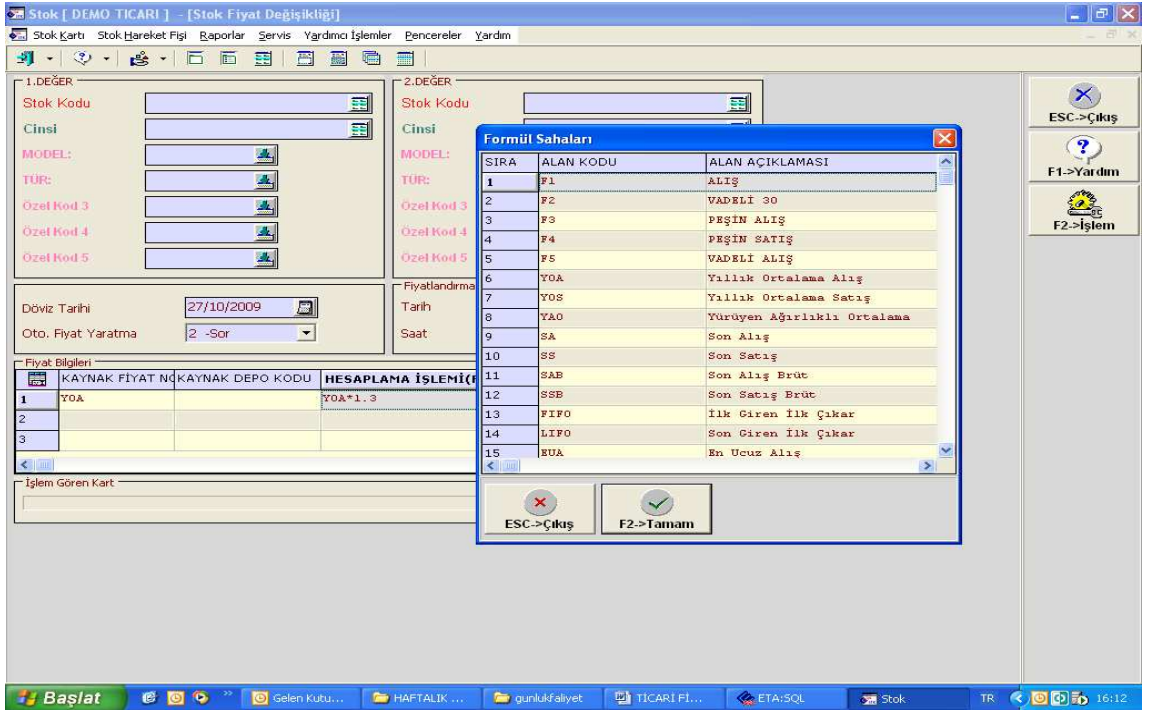 Stok [ DEMO TICARI ] - [Stok Fiyat Değişikliği]
Stok Kartı Stok Hareket Fişi Raporlar Servis Yardımcı İşlemler Pencereler Yardım
1.DEĞER
Stok Kodu
Cinsi
MODEL:
TÜR:
Özel Kod 3
Özel Kod 4
Özel Kod 5
2.DEĞER
Stok Kodu
Cinsi
MODEL:
TÜR:
Özel Kod 3
Özel Kod 4
Özel Kod 5
ESC->Çıkış
F1->Yardım
F2->İşlem
Döviz Tarihi 27/10/2009
Oto. Fiyat Yaratma 2 -Sor
Fiyatlandırma
Tarih
Saat
Fiyat Bilgileri
KAYNAK FİYAT NO KAYNAK DEPO KODU HESAPLAMA İŞLEMİ(F
1 YOA YOA*1.3
2
3
İşlem Gören Kart
Formül Sahaları
SIRA ALAN KODU ALAN AÇIKLAMASI
1 F1 ALIŞ
2 F2 VADELİ 30
3 F3 PEŞİN ALIŞ
4 F4 PEŞİN SATIŞ
5 F5 VADELİ ALIŞ
6 YOA Yıllık Ortalama Alış
7 YOS Yıllık Ortalama Satış
8 YAO Yürüyen Ağırlıklı Ortalama
9 SA Son Alış
10 SS Son Satış
11 SAB Son Alış Brüt
12 SSB Son Satış Brüt
13 FIFO İlk Giren İlk Çıkar
14 LIFO Son Giren İlk Çıkar
15 EUA En Ucuz Alış
ESC->Çıkış F2->Tamam
Başlat Gelen Kutu... HAFTALIK ... gunlukfaliyet TİCARİ Fİ... ETA:SQL Stok TR 16:12